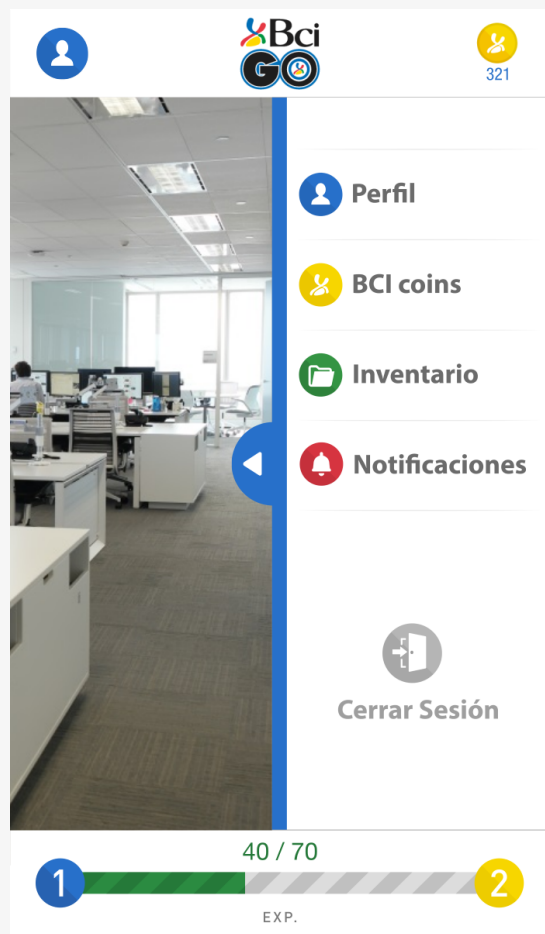 Bci
GO
321
Perfil
BCI coins
Inventario
Notificaciones
Cerrar Sesión
40 / 70
1
2
EXP.